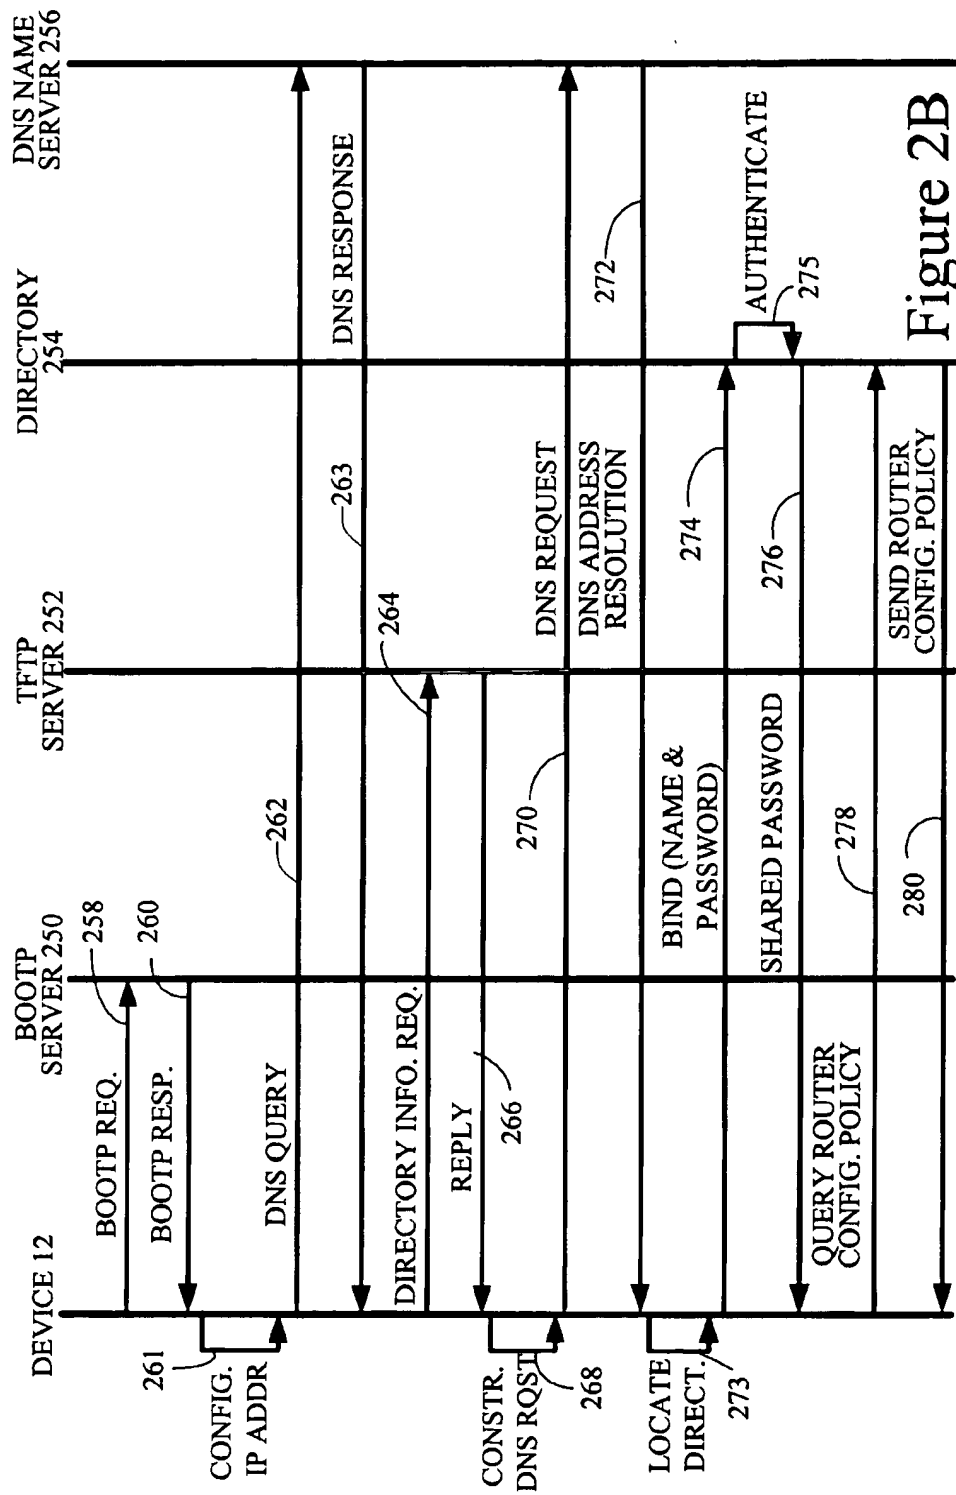 DEVICE 12
BOOTP
SERVER 250
TFTP
SERVER 252
DIRECTORY
254
DNS NAME
SERVER 256
BOOTP REQ.
258
BOOTP RESP.
260
261
CONFIG.
IP ADDR
DNS QUERY
262
DNS RESPONSE
263
DIRECTORY INFO. REQ.
264
REPLY
266
CONSTR.
DNS RQST
268
270
DNS REQUEST
DNS ADDRESS
RESOLUTION
272
LOCATE
DIRECT.
273
BIND (NAME &
PASSWORD)
274
AUTHENTICATE
275
SHARED PASSWORD
276
QUERY ROUTER
CONFIG. POLICY
278
SEND ROUTER
CONFIG. POLICY
280
Figure 2B